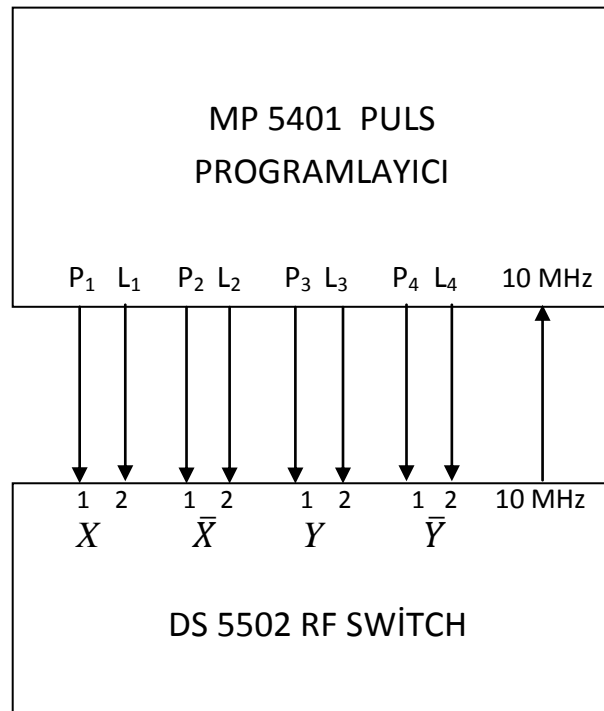 MP 5401 PULS
PROGRAMLAYICI
P₁ L₁ P₂ L₂ P₃ L₃ P₄ L₄ 10 MHz
1 2 1 2 1 2 1 2 10 MHz
X X̄ Y Ȳ
DS 5502 RF SWİTCH